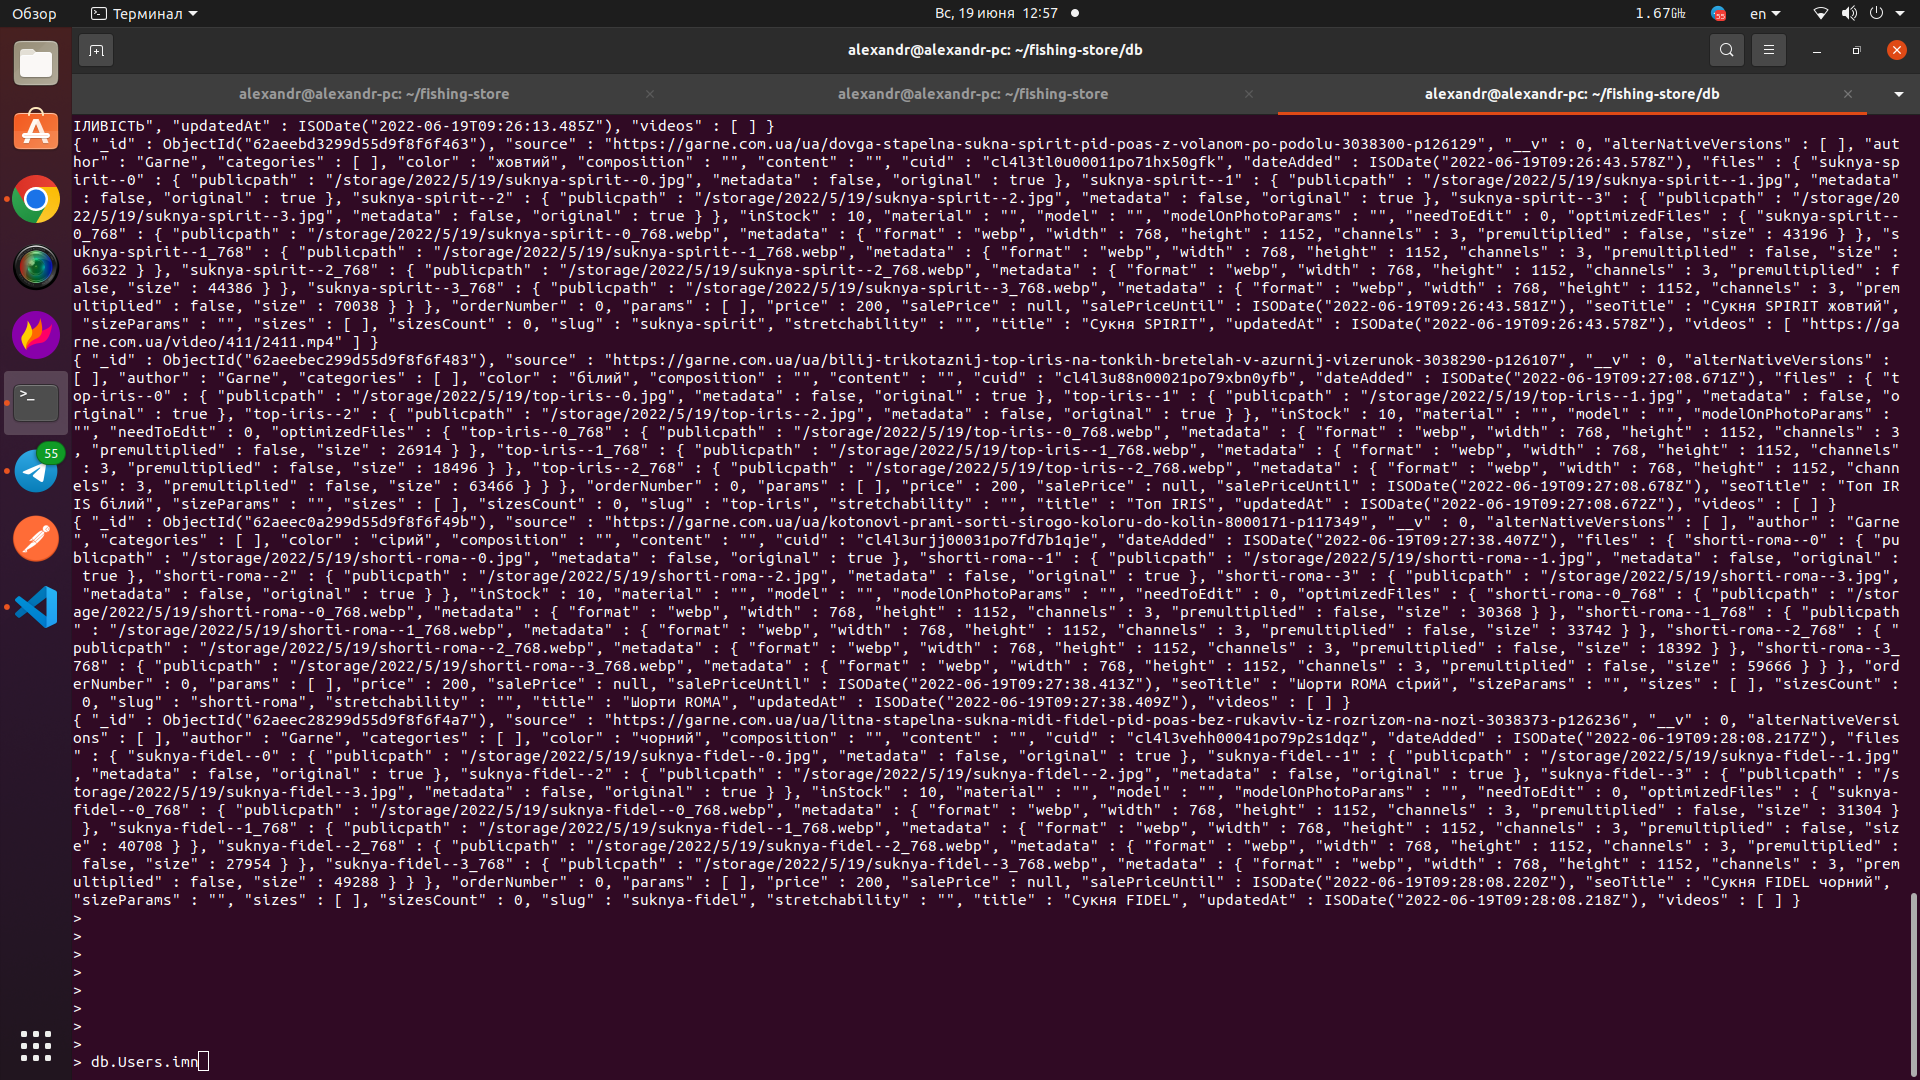 Обзор
Терминал
Вс, 19 июня 12:57
1.67GHz
55
en
alexandr@alexandr-pc: ~/fishing-store/db
alexandr@alexandr-pc: ~/fishing-store
alexandr@alexandr-pc: ~/fishing-store
alexandr@alexandr-pc: ~/fishing-store/db
55
ІЛИВІСТЬ", "updatedAt" : ISODate("2022-06-19T09:26:13.485Z"), "videos" : [ ] }
{ "_id" : ObjectId("62aeebd3299d55d9f8f6f463"), "source" : "https://garne.com.ua/ua/dovga-stapelna-sukna-spirit-pid-poas-z-volanom-po-podolu-3038300-p126129", "__v" : 0, "alterNativeVersions" : [ ], "aut
hor" : "Garne", "categories" : [ ], "color" : "жовтий", "composition" : "", "content" : "", "cuid" : "cl4l3tl0u00011po71hx50gfk", "dateAdded" : ISODate("2022-06-19T09:26:43.578Z"), "files" : { "suknya-sp
irit--0" : { "publicpath" : "/storage/2022/5/19/suknya-spirit--0.jpg", "metadata" : false, "original" : true }, "suknya-spirit--1" : { "publicpath" : "/storage/2022/5/19/suknya-spirit--1.jpg", "metadata"
: false, "original" : true }, "suknya-spirit--2" : { "publicpath" : "/storage/2022/5/19/suknya-spirit--2.jpg", "metadata" : false, "original" : true }, "suknya-spirit--3" : { "publicpath" : "/storage/20
22/5/19/suknya-spirit--3.jpg", "metadata" : false, "original" : true } }, "inStock" : 10, "material" : "", "model" : "", "modelOnPhotoParams" : "", "needToEdit" : 0, "optimizedFiles" : { "suknya-spirit--
0_768" : { "publicpath" : "/storage/2022/5/19/suknya-spirit--0_768.webp", "metadata" : { "format" : "webp", "width" : 768, "height" : 1152, "channels" : 3, "premultiplied" : false, "size" : 43196 } }, "s
uknya-spirit--1_768" : { "publicpath" : "/storage/2022/5/19/suknya-spirit--1_768.webp", "metadata" : { "format" : "webp", "width" : 768, "height" : 1152, "channels" : 3, "premultiplied" : false, "size" :
66322 } }, "suknya-spirit--2_768" : { "publicpath" : "/storage/2022/5/19/suknya-spirit--2_768.webp", "metadata" : { "format" : "webp", "width" : 768, "height" : 1152, "channels" : 3, "premultiplied" : f
alse, "size" : 44386 } }, "suknya-spirit--3_768" : { "publicpath" : "/storage/2022/5/19/suknya-spirit--3_768.webp", "metadata" : { "format" : "webp", "width" : 768, "height" : 1152, "channels" : 3, "prem
ultiplied" : false, "size" : 70038 } } }, "orderNumber" : 0, "params" : [ ], "price" : 200, "salePrice" : null, "salePriceUntil" : ISODate("2022-06-19T09:26:43.581Z"), "seoTitle" : "Сукня SPIRIT жовтий",
"sizeParams" : "", "sizes" : [ ], "sizesCount" : 0, "slug" : "suknya-spirit", "stretchability" : "", "title" : "Сукня SPIRIT", "updatedAt" : ISODate("2022-06-19T09:26:43.578Z"), "videos" : [ "https://ga
rne.com.ua/video/411/2411.mp4" ] }
{ "_id" : ObjectId("62aeebec299d55d9f8f6f483"), "source" : "https://garne.com.ua/ua/bilij-trikotaznij-top-iris-na-tonkih-bretelah-v-azurnij-vizerunok-3038290-p126107", "__v" : 0, "alterNativeVersions" :
[ ], "author" : "Garne", "categories" : [ ], "color" : "білий", "composition" : "", "content" : "", "cuid" : "cl4l3u88n00021po79xbn0yfb", "dateAdded" : ISODate("2022-06-19T09:27:08.671Z"), "files" : { "t
op-iris--0" : { "publicpath" : "/storage/2022/5/19/top-iris--0.jpg", "metadata" : false, "original" : true }, "top-iris--1" : { "publicpath" : "/storage/2022/5/19/top-iris--1.jpg", "metadata" : false, "o
riginal" : true }, "top-iris--2" : { "publicpath" : "/storage/2022/5/19/top-iris--2.jpg", "metadata" : false, "original" : true } }, "inStock" : 10, "material" : "", "model" : "", "modelOnPhotoParams" :
"", "needToEdit" : 0, "optimizedFiles" : { "top-iris--0_768" : { "publicpath" : "/storage/2022/5/19/top-iris--0_768.webp", "metadata" : { "format" : "webp", "width" : 768, "height" : 1152, "channels" : 3
, "premultiplied" : false, "size" : 26914 } }, "top-iris--1_768" : { "publicpath" : "/storage/2022/5/19/top-iris--1_768.webp", "metadata" : { "format" : "webp", "width" : 768, "height" : 1152, "channels"
: 3, "premultiplied" : false, "size" : 18496 } }, "top-iris--2_768" : { "publicpath" : "/storage/2022/5/19/top-iris--2_768.webp", "metadata" : { "format" : "webp", "width" : 768, "height" : 1152, "chann
els" : 3, "premultiplied" : false, "size" : 63466 } } }, "orderNumber" : 0, "params" : [ ], "price" : 200, "salePrice" : null, "salePriceUntil" : ISODate("2022-06-19T09:27:08.678Z"), "seoTitle" : "Топ IR
IS білий", "sizeParams" : "", "sizes" : [ ], "sizesCount" : 0, "slug" : "top-iris", "stretchability" : "", "title" : "Топ IRIS", "updatedAt" : ISODate("2022-06-19T09:27:08.672Z"), "videos" : [ ] }
{ "_id" : ObjectId("62aeec0a299d55d9f8f6f49b"), "source" : "https://garne.com.ua/ua/kotonovi-prami-sorti-sirogo-koloru-do-kolin-8000171-p117349", "__v" : 0, "alterNativeVersions" : [ ], "author" : "Garne
", "categories" : [ ], "color" : "сірий", "composition" : "", "content" : "", "cuid" : "cl4l3urjj00031po7fd7b1qje", "dateAdded" : ISODate("2022-06-19T09:27:38.407Z"), "files" : { "shorti-roma--0" : { "pu
blicpath" : "/storage/2022/5/19/shorti-roma--0.jpg", "metadata" : false, "original" : true }, "shorti-roma--1" : { "publicpath" : "/storage/2022/5/19/shorti-roma--1.jpg", "metadata" : false, "original" :
true }, "shorti-roma--2" : { "publicpath" : "/storage/2022/5/19/shorti-roma--2.jpg", "metadata" : false, "original" : true }, "shorti-roma--3" : { "publicpath" : "/storage/2022/5/19/shorti-roma--3.jpg",
"metadata" : false, "original" : true } }, "inStock" : 10, "material" : "", "model" : "", "modelOnPhotoParams" : "", "needToEdit" : 0, "optimizedFiles" : { "shorti-roma--0_768" : { "publicpath" : "/stor
age/2022/5/19/shorti-roma--0_768.webp", "metadata" : { "format" : "webp", "width" : 768, "height" : 1152, "channels" : 3, "premultiplied" : false, "size" : 30368 } }, "shorti-roma--1_768" : { "publicpath
" : "/storage/2022/5/19/shorti-roma--1_768.webp", "metadata" : { "format" : "webp", "width" : 768, "height" : 1152, "channels" : 3, "premultiplied" : false, "size" : 33742 } }, "shorti-roma--2_768" : { "
publicpath" : "/storage/2022/5/19/shorti-roma--2_768.webp", "metadata" : { "format" : "webp", "width" : 768, "height" : 1152, "channels" : 3, "premultiplied" : false, "size" : 18392 } }, "shorti-roma--3_
768" : { "publicpath" : "/storage/2022/5/19/shorti-roma--3_768.webp", "metadata" : { "format" : "webp", "width" : 768, "height" : 1152, "channels" : 3, "premultiplied" : false, "size" : 59666 } } }, "ord
erNumber" : 0, "params" : [ ], "price" : 200, "salePrice" : null, "salePriceUntil" : ISODate("2022-06-19T09:27:38.413Z"), "seoTitle" : "Шорти ROMA сірий", "sizeParams" : "", "sizes" : [ ], "sizesCount" :
0, "slug" : "shorti-roma", "stretchability" : "", "title" : "Шорти ROMA", "updatedAt" : ISODate("2022-06-19T09:27:38.409Z"), "videos" : [ ] }
{ "_id" : ObjectId("62aeec28299d55d9f8f6f4a7"), "source" : "https://garne.com.ua/ua/litna-stapelna-sukna-midi-fidel-pid-poas-bez-rukaviv-iz-rozrizom-na-nozi-3038373-p126236", "__v" : 0, "alterNativeVersi
ons" : [ ], "author" : "Garne", "categories" : [ ], "color" : "чорний", "composition" : "", "content" : "", "cuid" : "cl4l3vehh00041po79p2s1dqz", "dateAdded" : ISODate("2022-06-19T09:28:08.217Z"), "files
" : { "suknya-fidel--0" : { "publicpath" : "/storage/2022/5/19/suknya-fidel--0.jpg", "metadata" : false, "original" : true }, "suknya-fidel--1" : { "publicpath" : "/storage/2022/5/19/suknya-fidel--1.jpg"
, "metadata" : false, "original" : true }, "suknya-fidel--2" : { "publicpath" : "/storage/2022/5/19/suknya-fidel--2.jpg", "metadata" : false, "original" : true }, "suknya-fidel--3" : { "publicpath" : "/s
torage/2022/5/19/suknya-fidel--3.jpg", "metadata" : false, "original" : true } }, "inStock" : 10, "material" : "", "model" : "", "modelOnPhotoParams" : "", "needToEdit" : 0, "optimizedFiles" : { "suknya-
fidel--0_768" : { "publicpath" : "/storage/2022/5/19/suknya-fidel--0_768.webp", "metadata" : { "format" : "webp", "width" : 768, "height" : 1152, "channels" : 3, "premultiplied" : false, "size" : 31304 }
}, "suknya-fidel--1_768" : { "publicpath" : "/storage/2022/5/19/suknya-fidel--1_768.webp", "metadata" : { "format" : "webp", "width" : 768, "height" : 1152, "channels" : 3, "premultiplied" : false, "siz
e" : 40708 } }, "suknya-fidel--2_768" : { "publicpath" : "/storage/2022/5/19/suknya-fidel--2_768.webp", "metadata" : { "format" : "webp", "width" : 768, "height" : 1152, "channels" : 3, "premultiplied" :
false, "size" : 27954 } }, "suknya-fidel--3_768" : { "publicpath" : "/storage/2022/5/19/suknya-fidel--3_768.webp", "metadata" : { "format" : "webp", "width" : 768, "height" : 1152, "channels" : 3, "prem
ultiplied" : false, "size" : 49288 } } }, "orderNumber" : 0, "params" : [ ], "price" : 200, "salePrice" : null, "salePriceUntil" : ISODate("2022-06-19T09:28:08.220Z"), "seoTitle" : "Сукня FIDEL чорний",
"sizeParams" : "", "sizes" : [ ], "sizesCount" : 0, "slug" : "suknya-fidel", "stretchability" : "", "title" : "Сукня FIDEL", "updatedAt" : ISODate("2022-06-19T09:28:08.218Z"), "videos" : [ ] }
>
>
>
>
>
>
>
>
> db.Users.imn